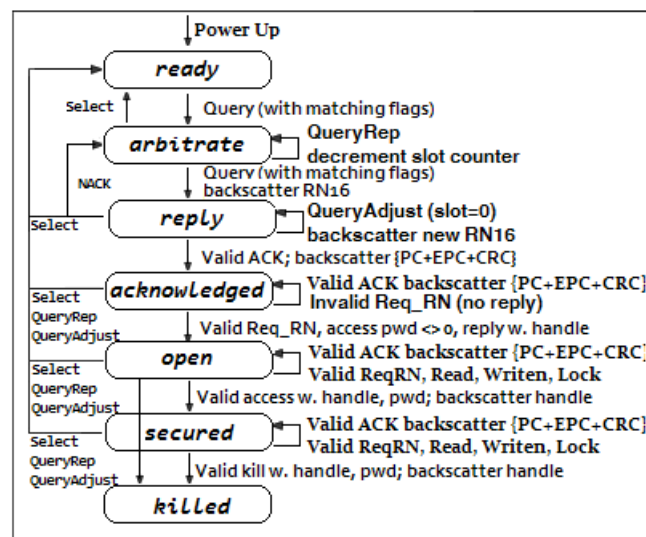 Power Up
ready
Select
Query (with matching flags)
arbitrate
QueryRep
decrement slot counter
NACK
Query (with matching flags)
backscatter RN16
Select
reply
QueryAdjust (slot=0)
backscatter new RN16
Valid ACK; backscatter {PC+EPC+CRC}
acknowledged
Valid ACK backscatter {PC+EPC+CRC}
Invalid Req_RN (no reply)
Select
QueryRep
QueryAdjust
Valid Req_RN, access pwd <> 0, reply w. handle
open
Valid ACK backscatter {PC+EPC+CRC}
Valid ReqRN, Read, Writen, Lock
Select
QueryRep
QueryAdjust
Valid access w. handle, pwd; backscatter handle
secured
Valid ACK backscatter {PC+EPC+CRC}
Valid ReqRN, Read, Writen, Lock
Select
QueryRep
QueryAdjust
Valid kill w. handle, pwd; backscatter handle
killed